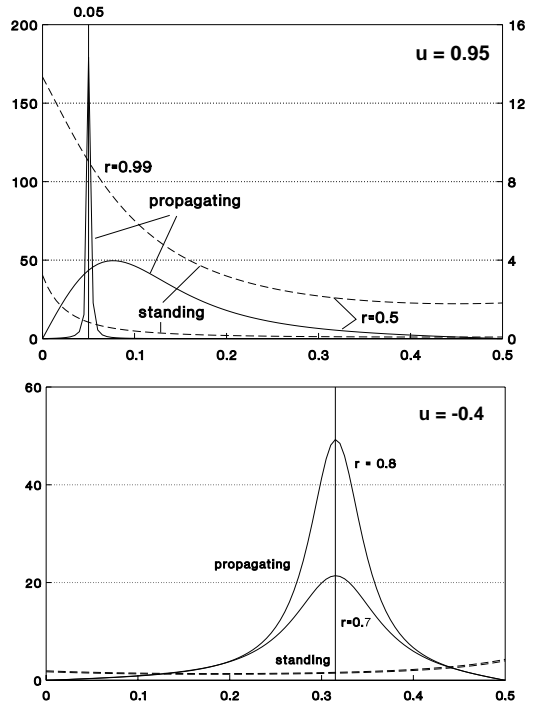 0.05
200
16
u = 0.95
150
12
r=0.99
100
8
propagating
50
4
standing
r=0.5
0
0
0 0.1 0.2 0.3 0.4 0.5
60
u = -0.4
r = 0.8
40
propagating
20
r=0.7
standing
0
0 0.1 0.2 0.3 0.4 0.5